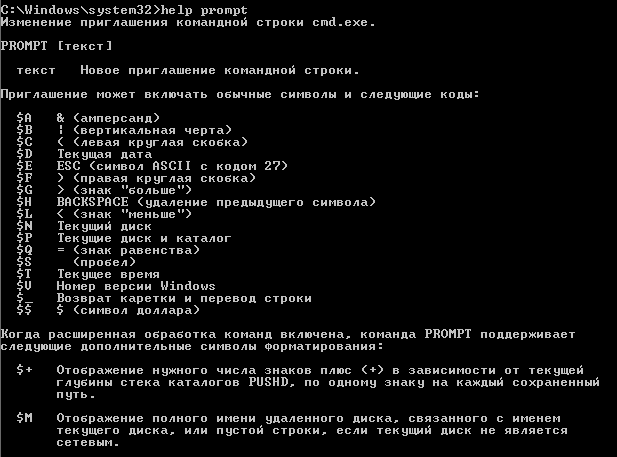 C:\Windows\system32>help prompt
Изменение приглашения командной строки cmd.exe.
PROMPT [текст]
текст   Новое приглашение командной строки.
Приглашение может включать обычные символы и следующие коды:
$A   & (амперсанд)
$B   ¦ (вертикальная черта)
$C   ( (левая круглая скобка)
$D   Текущая дата
$E   ESC (символ ASCII с кодом 27)
$F   ) (правая круглая скобка)
$G   > (знак "больше")
$H   BACKSPACE (удаление предыдущего символа)
$L   < (знак "меньше")
$N   Текущий диск
$P   Текущие диск и каталог
$Q   = (знак равенства)
$S     (пробел)
$T   Текущее время
$V   Номер версии Windows
$_   Возврат каретки и перевод строки
$$   $ (символ доллара)
Когда расширенная обработка команд включена, команда PROMPT поддерживает
следующие дополнительные символы форматирования:
$+   Отображение нужного числа знаков плюс (+) в зависимости от текущей
глубины стека каталогов PUSHD, по одному знаку на каждый сохраненный
путь.
$M   Отображение полного имени удаленного диска, связанного с именем
текущего диска, или пустой строки, если текущий диск не является
сетевым.